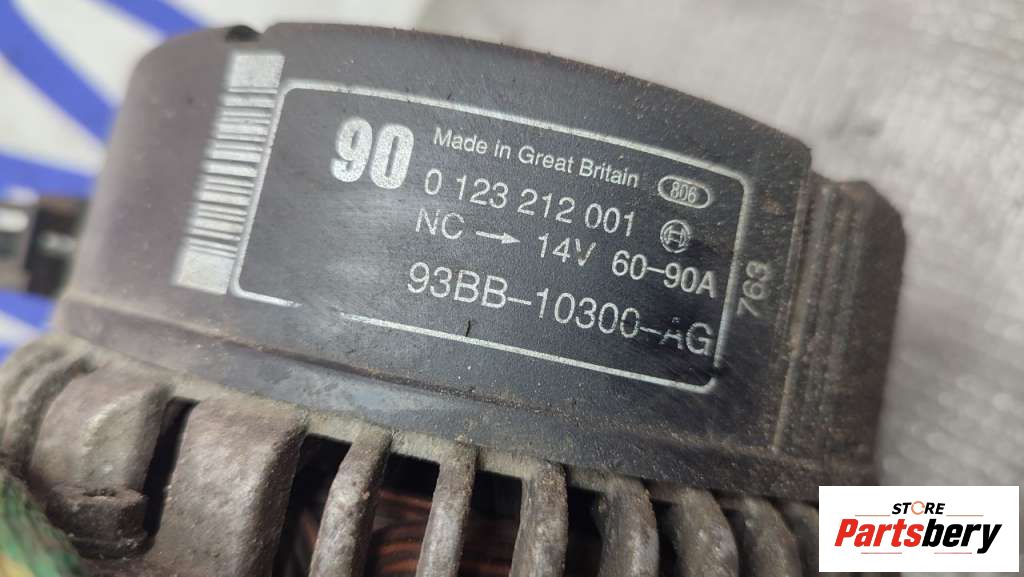 90
Made in Great Britain 806
0 123 212 001
NC → 14V 60-90A
93BB-10300-AG
763
STORE
Partsbery